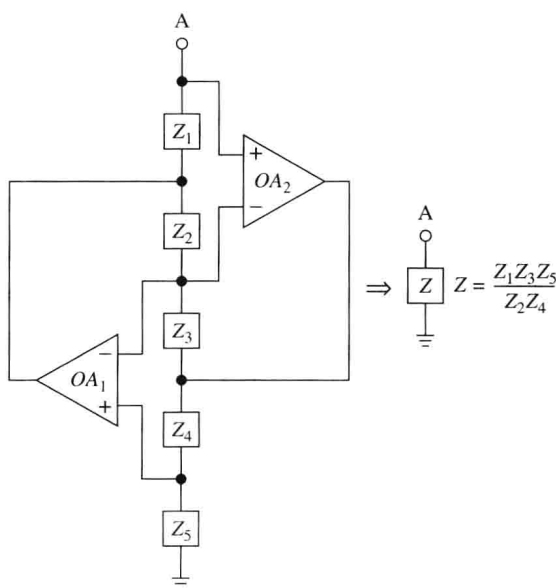 A
Z₁
+
OA₂
−
Z₂
A
⇒
Z
Z = Z₁Z₃Z₅ / Z₂Z₄
Z₃
−
OA₁
+
Z₄
Z₅